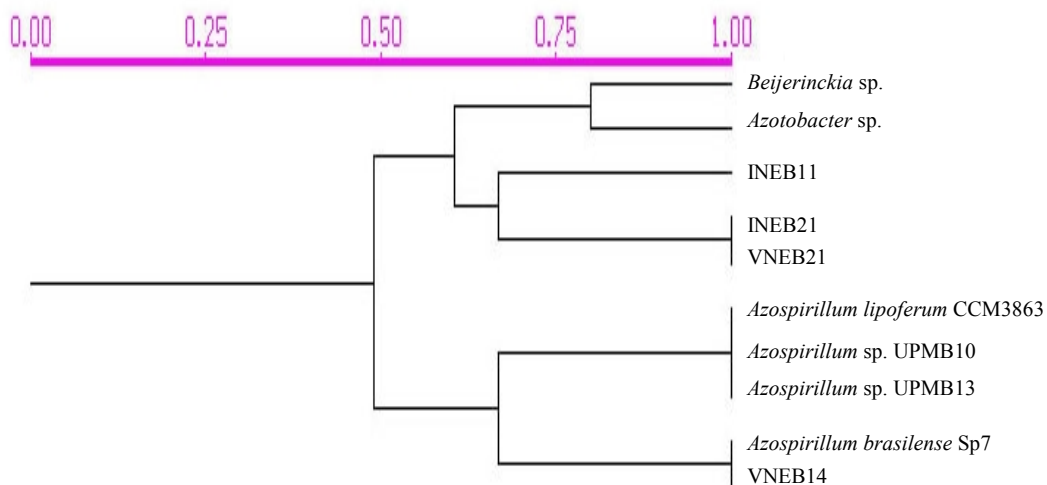 0.00 0.25 0.50 0.75 1.00
Beijerinckia sp.
Azotobacter sp.
INEB11
INEB21
VNEB21
Azospirillum lipoferum CCM3863
Azospirillum sp. UPMB10
Azospirillum sp. UPMB13
Azospirillum brasilense Sp7
VNEB14